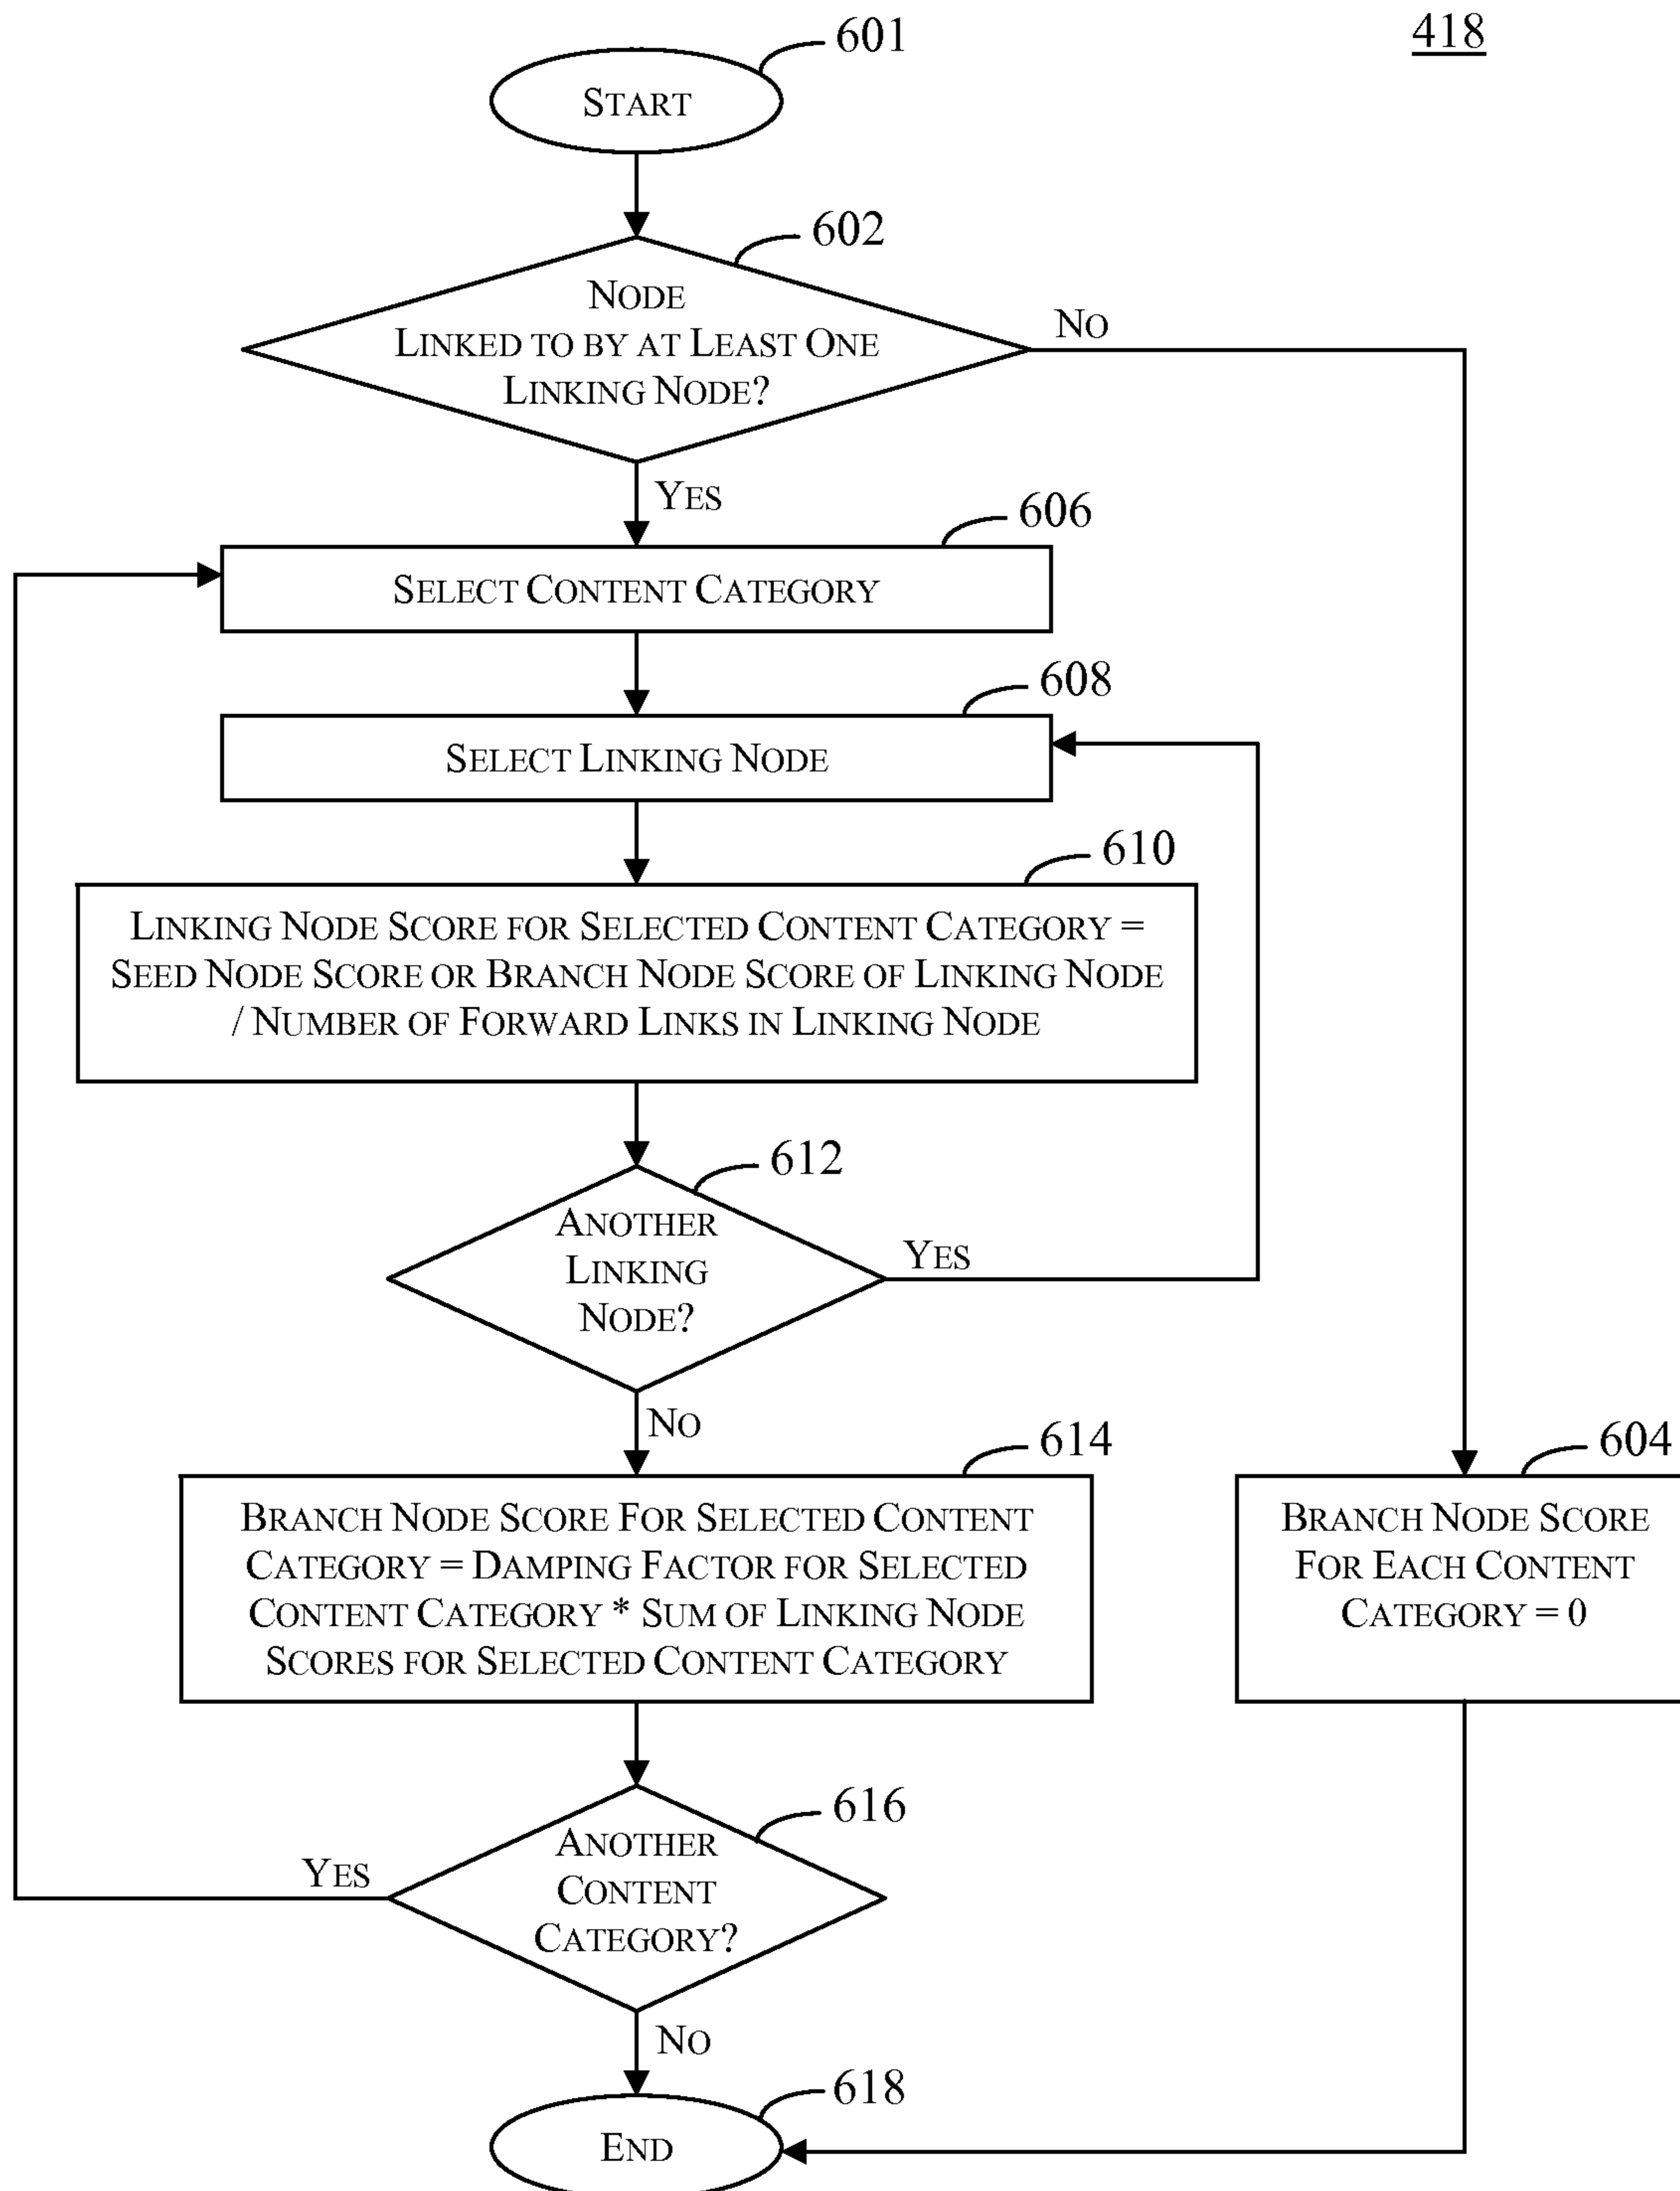 418
601
START
602
NODE
LINKED TO BY AT LEAST ONE
LINKING NODE?
NO
YES
606
SELECT CONTENT CATEGORY
608
SELECT LINKING NODE
610
LINKING NODE SCORE FOR SELECTED CONTENT CATEGORY =
SEED NODE SCORE OR BRANCH NODE SCORE OF LINKING NODE
/ NUMBER OF FORWARD LINKS IN LINKING NODE
612
ANOTHER
LINKING
NODE?
YES
NO
614
BRANCH NODE SCORE FOR SELECTED CONTENT
CATEGORY = DAMPING FACTOR FOR SELECTED
CONTENT CATEGORY * SUM OF LINKING NODE
SCORES FOR SELECTED CONTENT CATEGORY
604
BRANCH NODE SCORE
FOR EACH CONTENT
CATEGORY = 0
616
ANOTHER
CONTENT
CATEGORY?
YES
NO
618
END